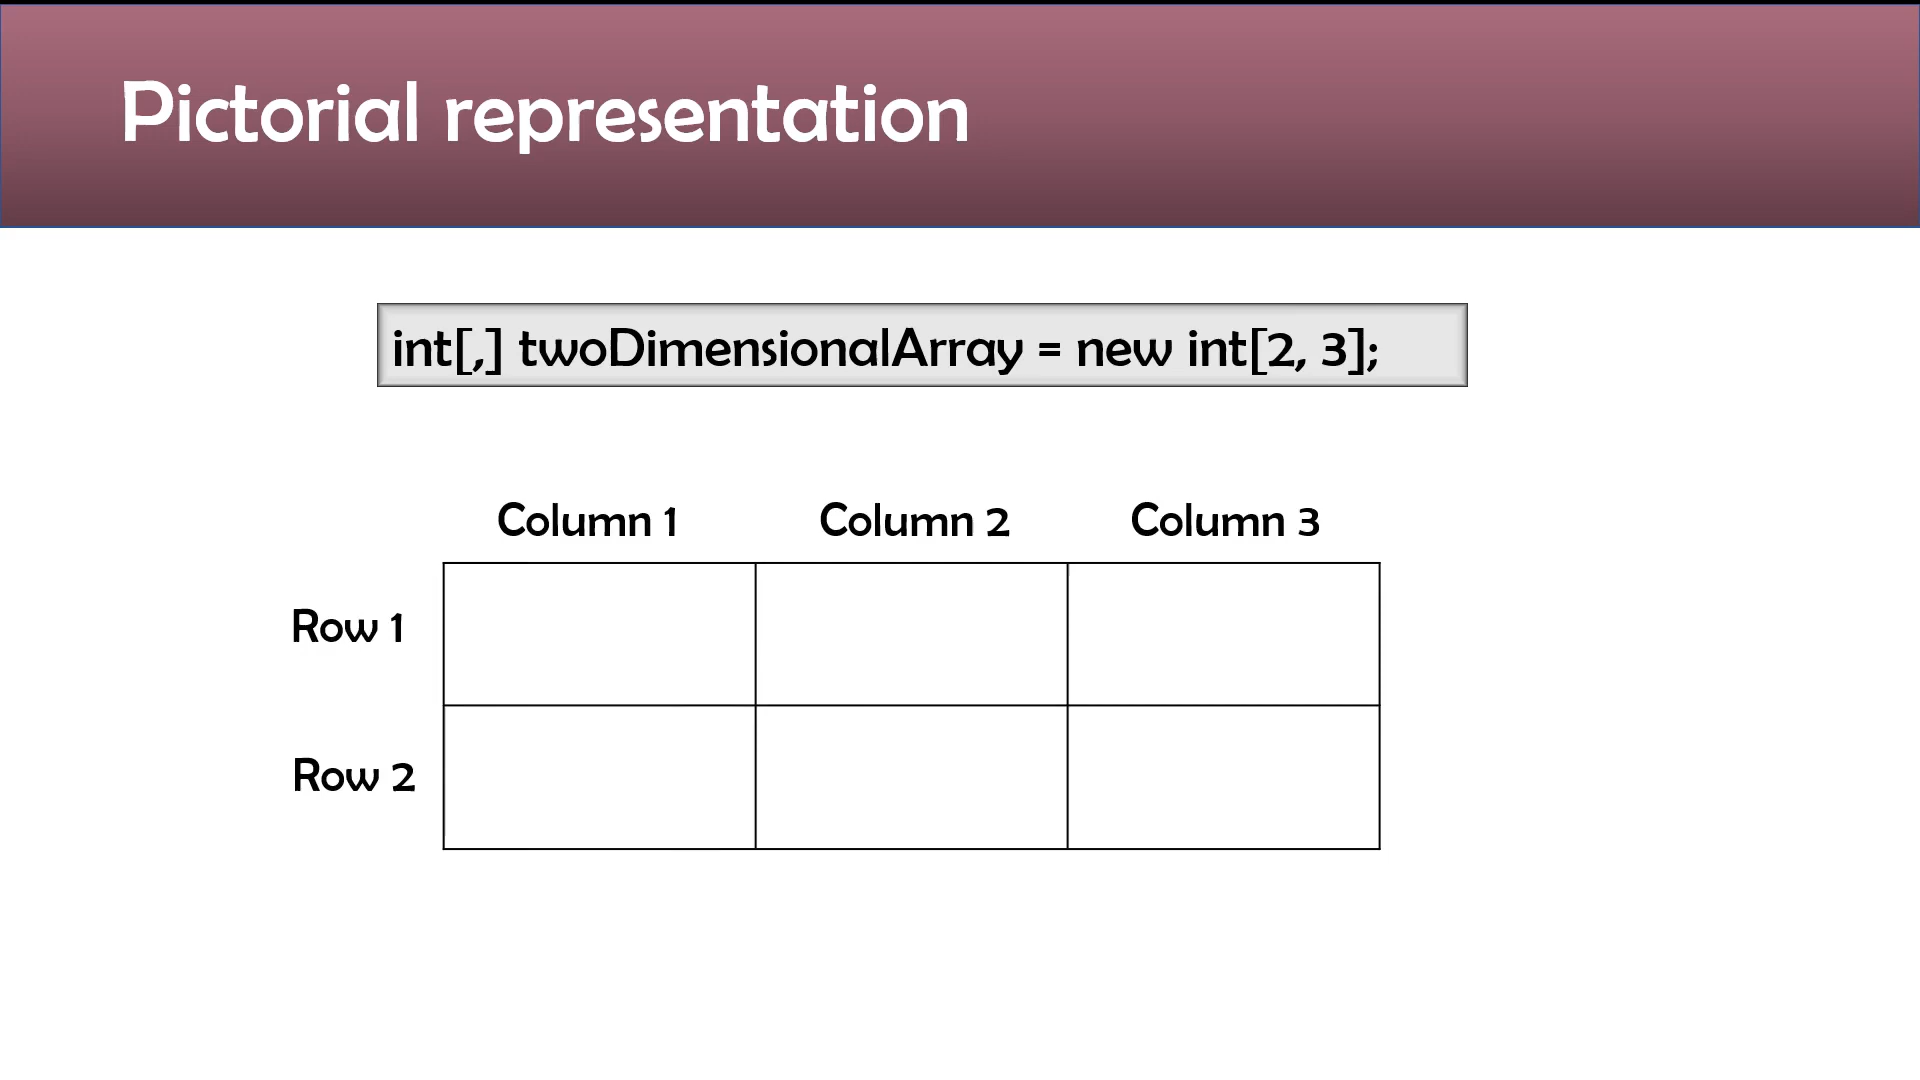 Pictorial representation
int[,] twoDimensionalArray = new int[2, 3];
Column 1 Column 2 Column 3
Row 1
Row 2